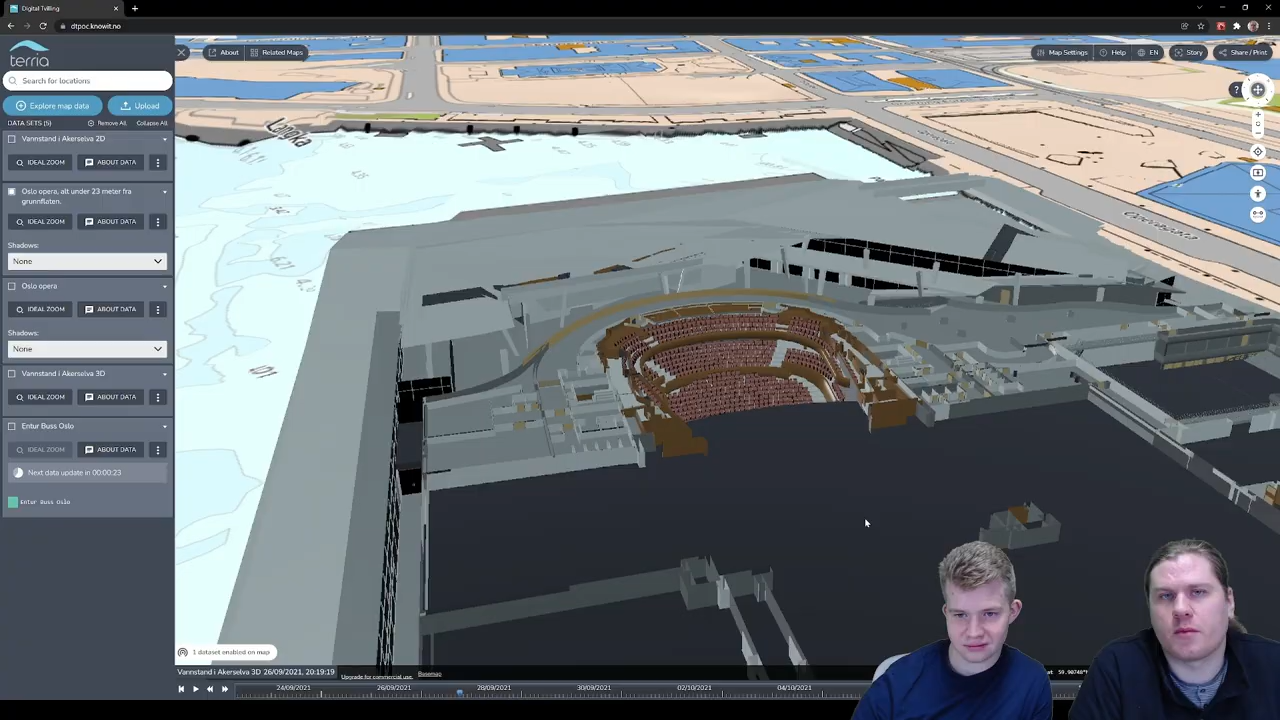 Digital Tvilling
dtpoc.knowit.no
terria
About
Related Maps
Map Settings
Help
EN
Story
Share / Print
Search for locations
Explore map data
Upload
DATA SETS (5)
Remove All
Collapse All
Vannstand i Akerselva 2D
IDEAL ZOOM
ABOUT DATA
Oslo opera, alt under 23 meter fra
grunnflaten.
IDEAL ZOOM
ABOUT DATA
Shadows:
None
Oslo opera
IDEAL ZOOM
ABOUT DATA
Shadows:
None
Vannstand i Akerselva 3D
IDEAL ZOOM
ABOUT DATA
Entur Buss Oslo
IDEAL ZOOM
ABOUT DATA
Next data update in 00:00:23
Entur Buss Oslo
1 dataset enabled on map
Vannstand i Akerselva 3D 26/09/2021, 20:19:19
Upgrade for commercial use.
Basemap
24/09/2021
26/09/2021
28/09/2021
30/09/2021
02/10/2021
04/10/2021